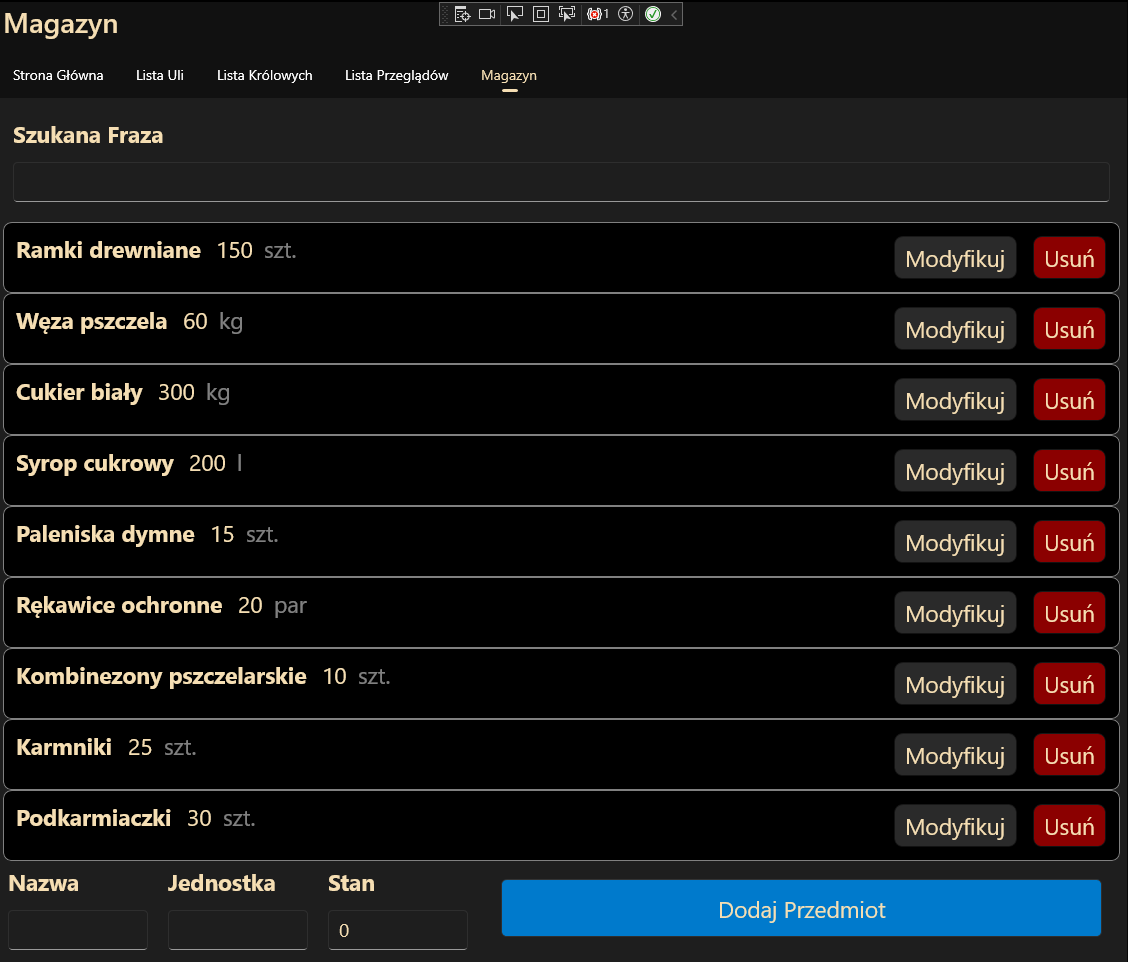 Magazyn
1
Strona Główna Lista Uli Lista Królowych Lista Przeglądów Magazyn
Szukana Fraza
Ramki drewniane 150 szt. Modyfikuj Usuń
Węza pszczela 60 kg Modyfikuj Usuń
Cukier biały 300 kg Modyfikuj Usuń
Syrop cukrowy 200 l Modyfikuj Usuń
Paleniska dymne 15 szt. Modyfikuj Usuń
Rękawice ochronne 20 par Modyfikuj Usuń
Kombinezony pszczelarskie 10 szt. Modyfikuj Usuń
Karmniki 25 szt. Modyfikuj Usuń
Podkarmiaczki 30 szt. Modyfikuj Usuń
Nazwa Jednostka Stan
0 Dodaj Przedmiot